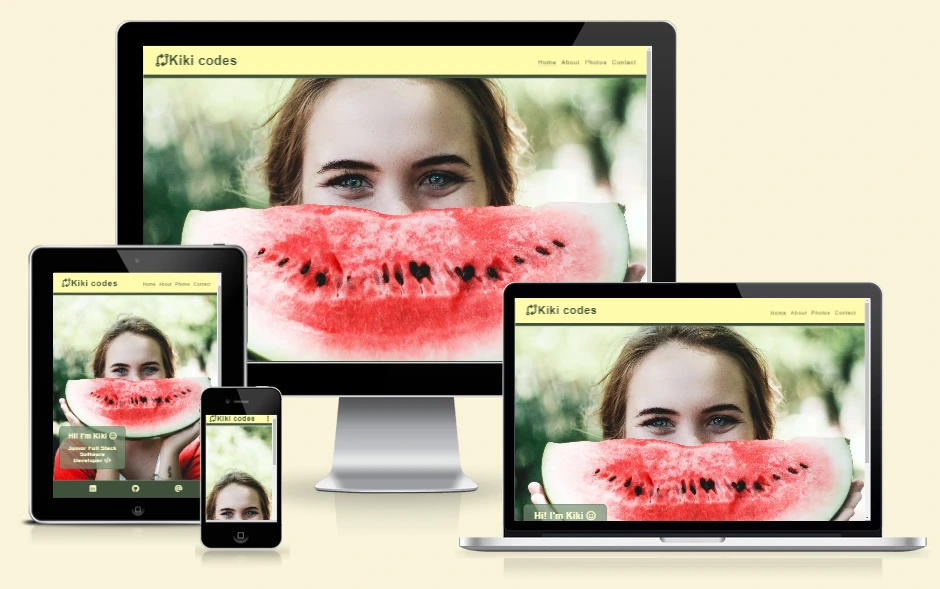 Kiki codes
Home About Photos Contact
Kiki codes
Home About Photos Contact
Hi! I'm Kiki
Junior Full Stack
Software
Developer </>
Kiki codes
Kiki codes
Home About Photos Contact
Hi! I'm Kiki